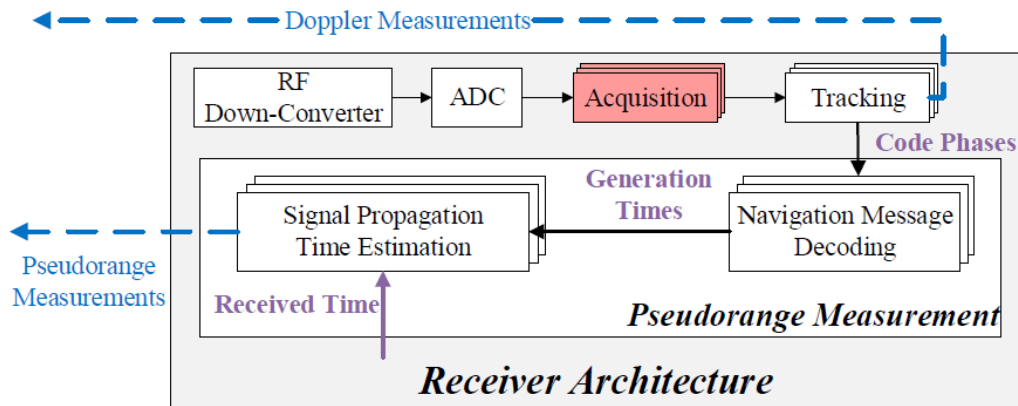 Doppler Measurements
RF
Down-Converter
ADC
Acquisition
Tracking
Code Phases
Generation
Times
Signal Propagation
Time Estimation
Navigation Message
Decoding
Pseudorange
Measurements
Received Time
Pseudorange Measurement
Receiver Architecture